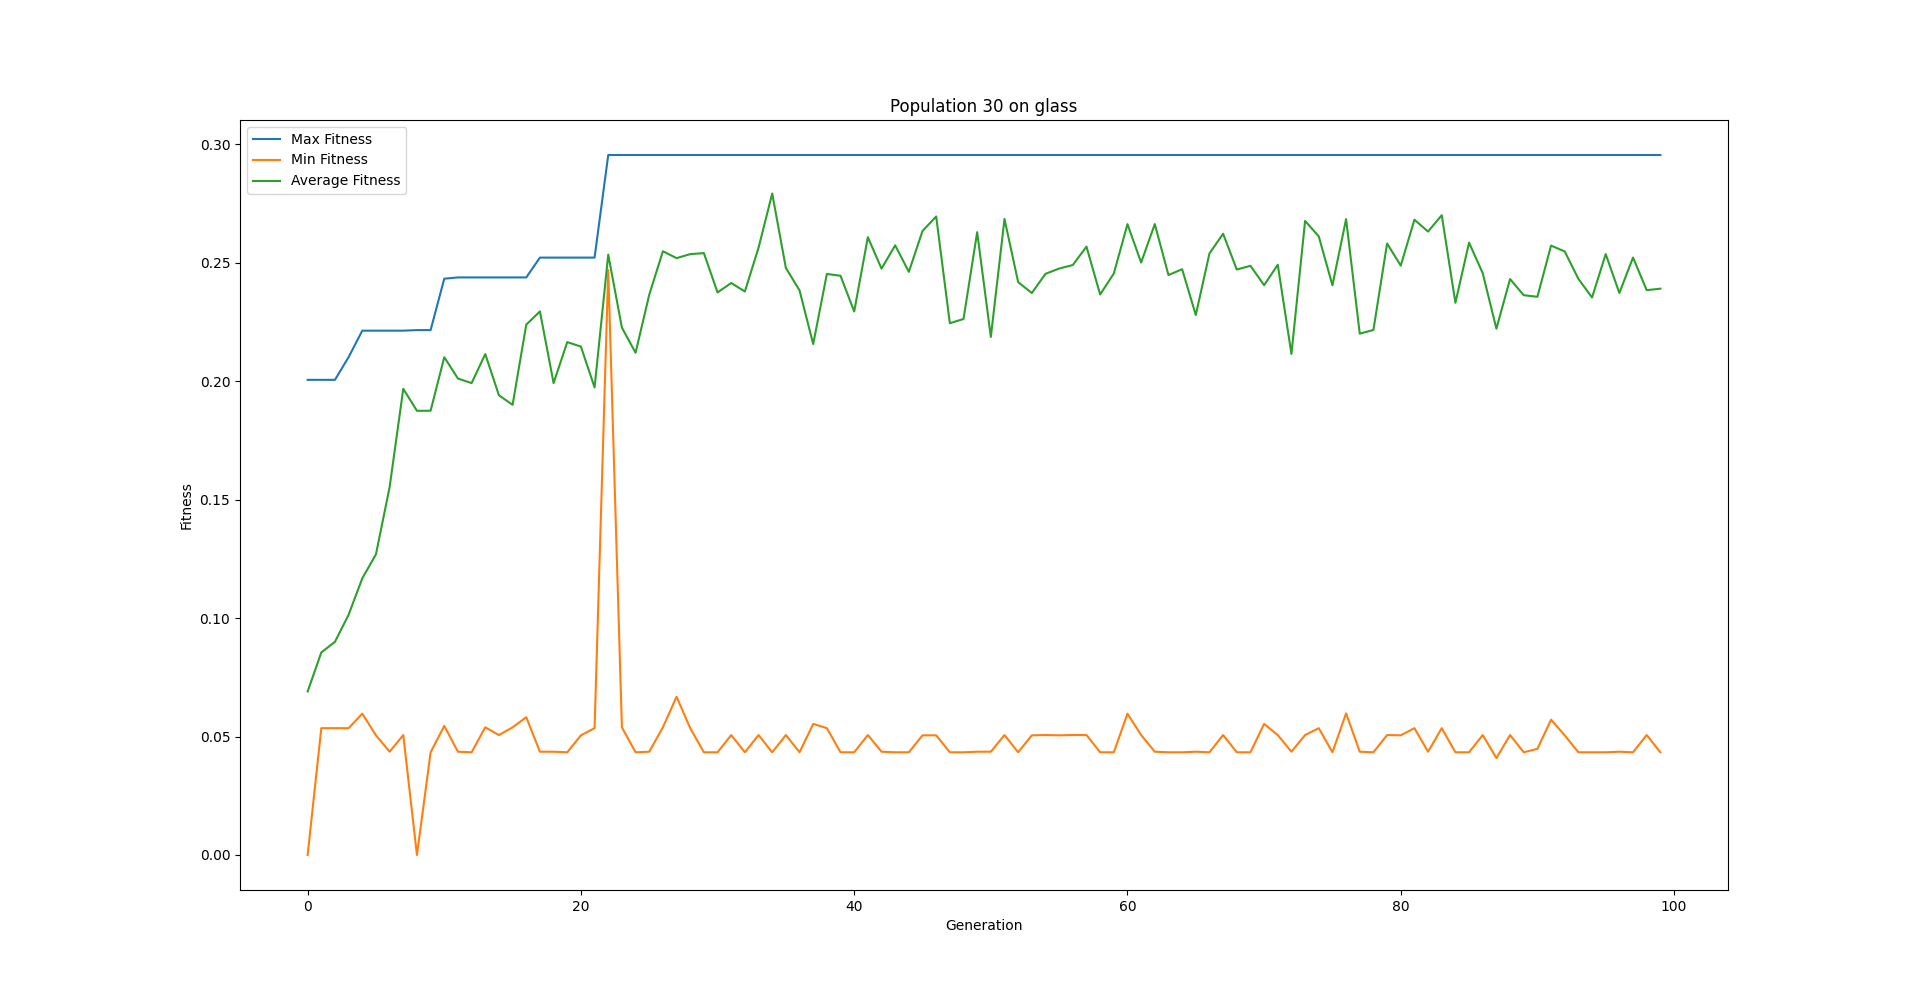 Population 30 on glass
Max Fitness
Min Fitness
Average Fitness
0.30
0.25
0.20
0.15
0.10
0.05
0.00
Fitness
0 20 40 60 80 100
Generation